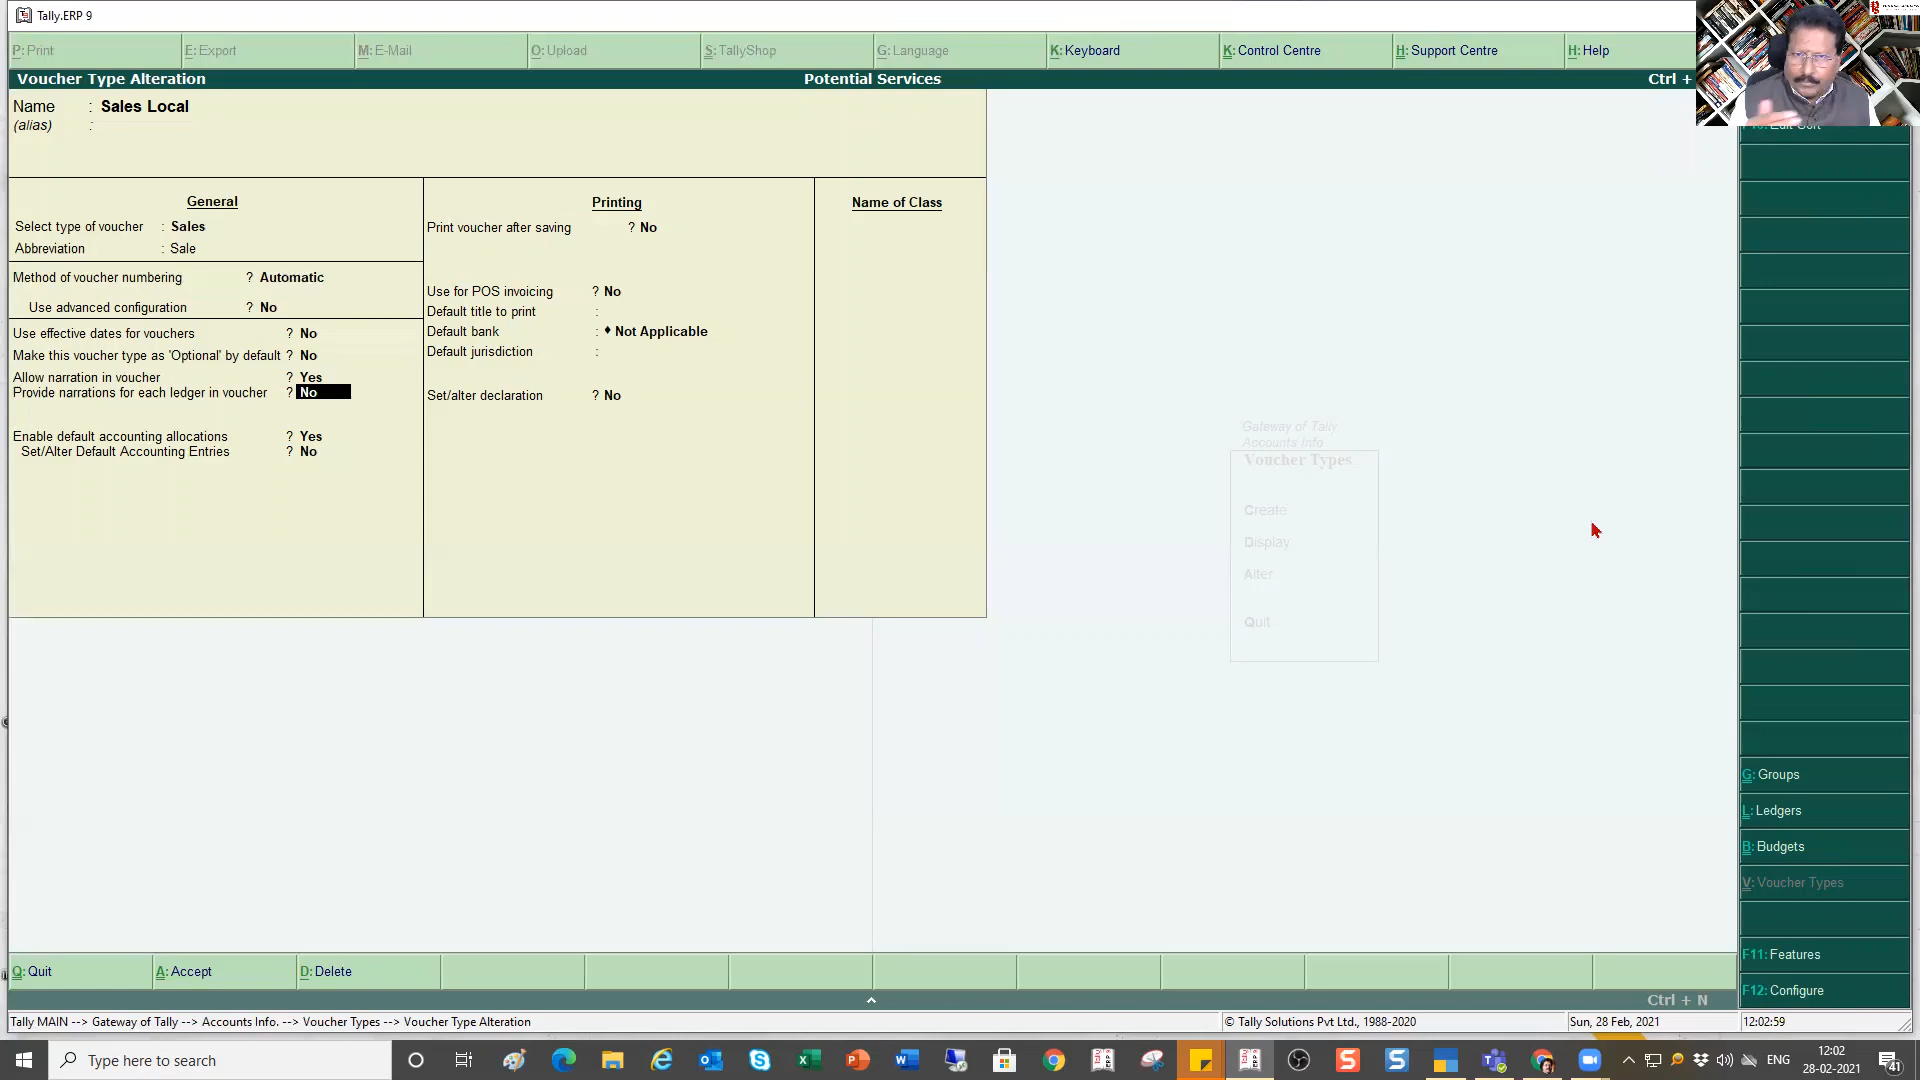 Tally.ERP 9
P: Print E: Export M: E-Mail O: Upload S: TallyShop G: Language K: Keyboard K: Control Centre H: Support Centre H: Help
Voucher Type Alteration Potential Services Ctrl +
Name : Sales Local
(alias) :
General
Select type of voucher : Sales
Abbreviation : Sale
Method of voucher numbering ? Automatic
Use advanced configuration ? No
Use effective dates for vouchers ? No
Make this voucher type as 'Optional' by default ? No
Allow narration in voucher ? Yes
Provide narrations for each ledger in voucher ? No
Enable default accounting allocations ? Yes
Set/Alter Default Accounting Entries ? No
Printing
Print voucher after saving ? No
Use for POS invoicing ? No
Default title to print :
Default bank : ♦ Not Applicable
Default jurisdiction :
Set/alter declaration ? No
Name of Class
Gateway of Tally
Accounts Info
Voucher Types
Create
Display
Alter
Quit
G: Groups
L: Ledgers
B: Budgets
V: Voucher Types
F11: Features
F12: Configure
Q: Quit A: Accept D: Delete
Ctrl + N
Tally MAIN --> Gateway of Tally --> Accounts Info. --> Voucher Types --> Voucher Type Alteration © Tally Solutions Pvt Ltd., 1988-2020 Sun, 28 Feb, 2021 12:02:59
Type here to search
ENG
12:02
28-02-2021
41